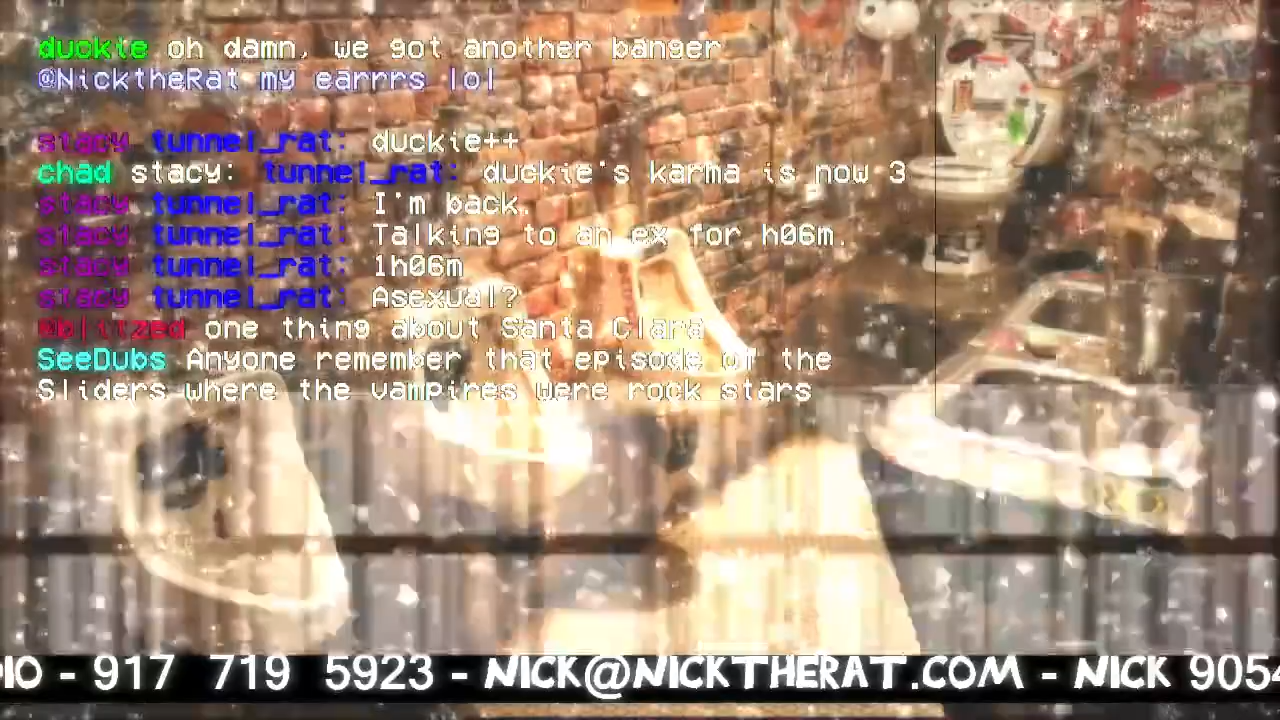 duckie oh damn, we got another banger
@NicktheRat my earrrs lol
stacy tunnel_rat: duckie++
chad stacy: tunnel_rat: duckie's karma is now 3
stacy tunnel_rat: I'm back.
stacy tunnel_rat: Talking to an ex for h06m.
stacy tunnel_rat: 1h06m
stacy tunnel_rat: Asexual?
one thing about Santa Clara
SeeDubs Anyone remember that episode of the
Sliders where the vampires were rock stars
DIO - 917 719 5923 - NICK@NICKTHERAT.COM - NICK 9054